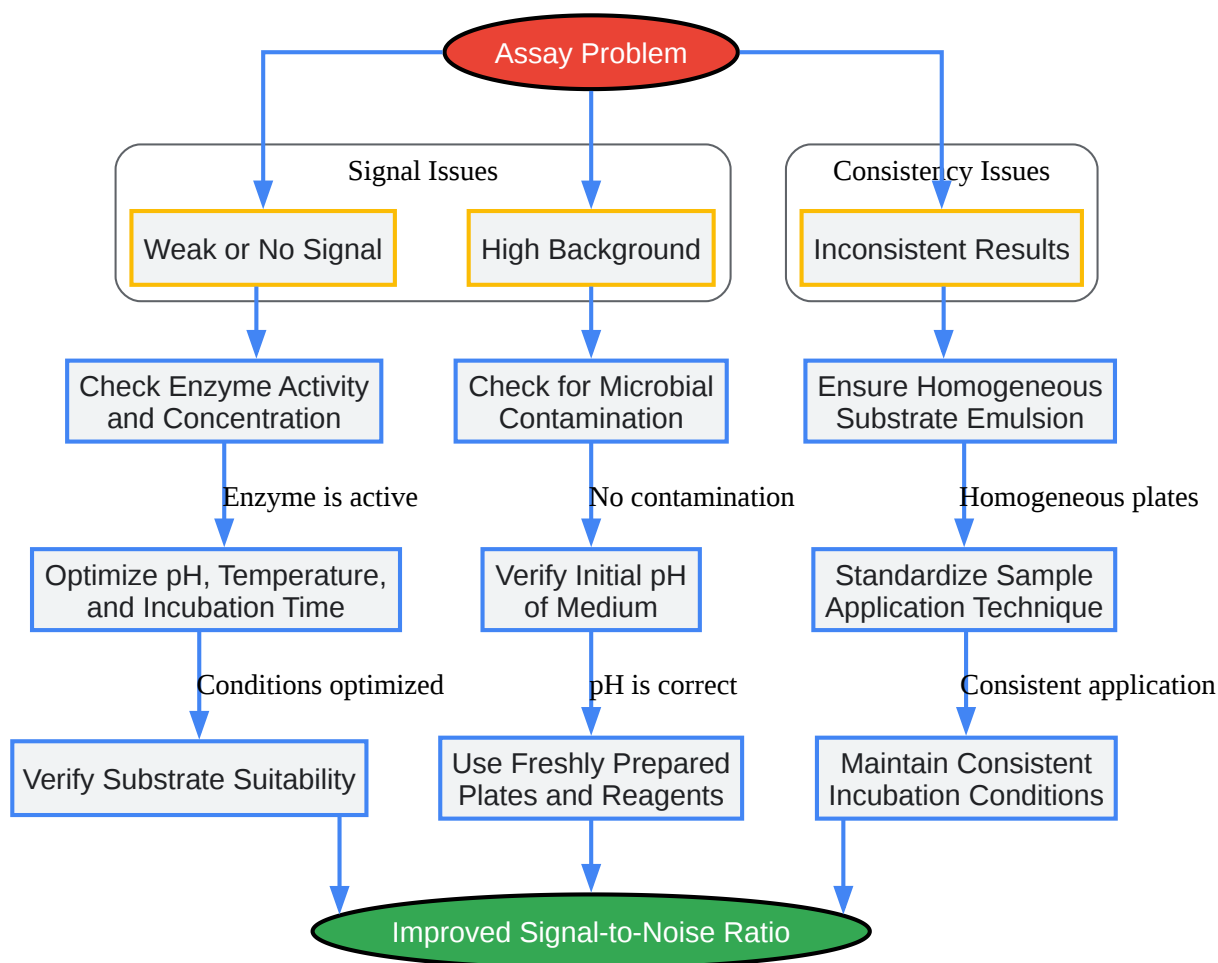 Assay Problem
Signal Issues
Consistency Issues
Weak or No Signal
High Background
Inconsistent Results
Check Enzyme Activity
and Concentration
Check for Microbial
Contamination
Ensure Homogeneous
Substrate Emulsion
Enzyme is active
No contamination
Homogeneous plates
Optimize pH, Temperature,
and Incubation Time
Verify Initial pH
of Medium
Standardize Sample
Application Technique
Conditions optimized
pH is correct
Consistent application
Verify Substrate Suitability
Use Freshly Prepared
Plates and Reagents
Maintain Consistent
Incubation Conditions
Improved Signal-to-Noise Ratio